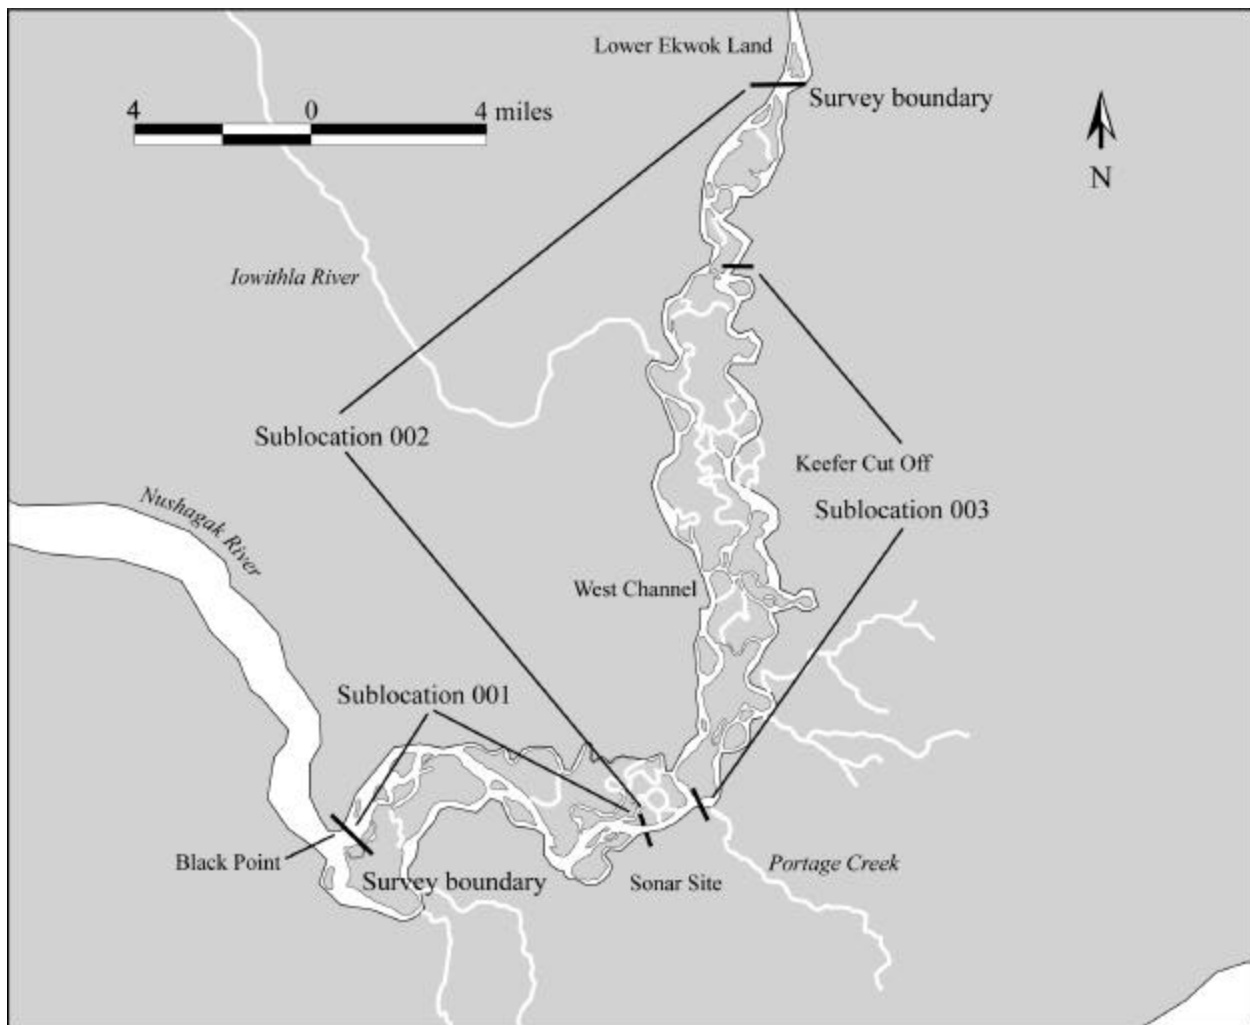 Lower Ekwok Land
Survey boundary
4 0 4 miles
N
Iowithla River
Sublocation 002
Keefer Cut Off
Sublocation 003
Nushagak River
West Channel
Sublocation 001
Black Point
Survey boundary
Sonar Site
Portage Creek